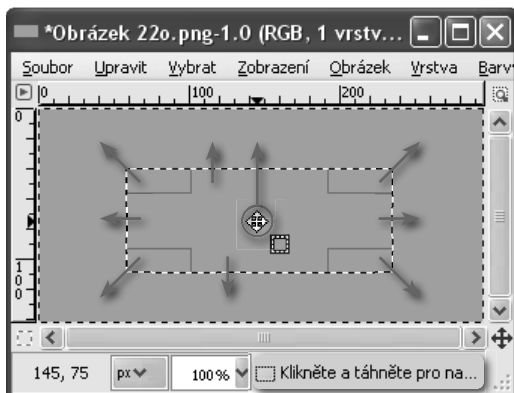 *Obrázek 22o.png-1.0 (RGB, 1 vrstv...
Soubor Upravit Vybrat Zobrazení Obrázek Vrstva Barvy
0 100 200
0
100
145, 75 px 100% Klikněte a táhněte pro na...